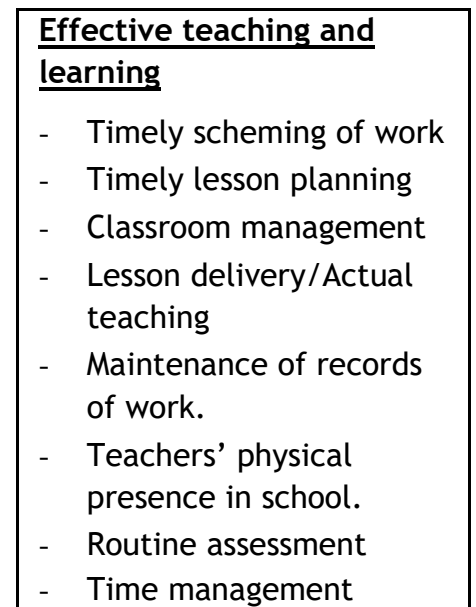 Effective teaching and
learning
- Timely scheming of work
- Timely lesson planning
- Classroom management
- Lesson delivery/Actual
teaching
- Maintenance of records
of work.
- Teachers’ physical
presence in school.
- Routine assessment
- Time management